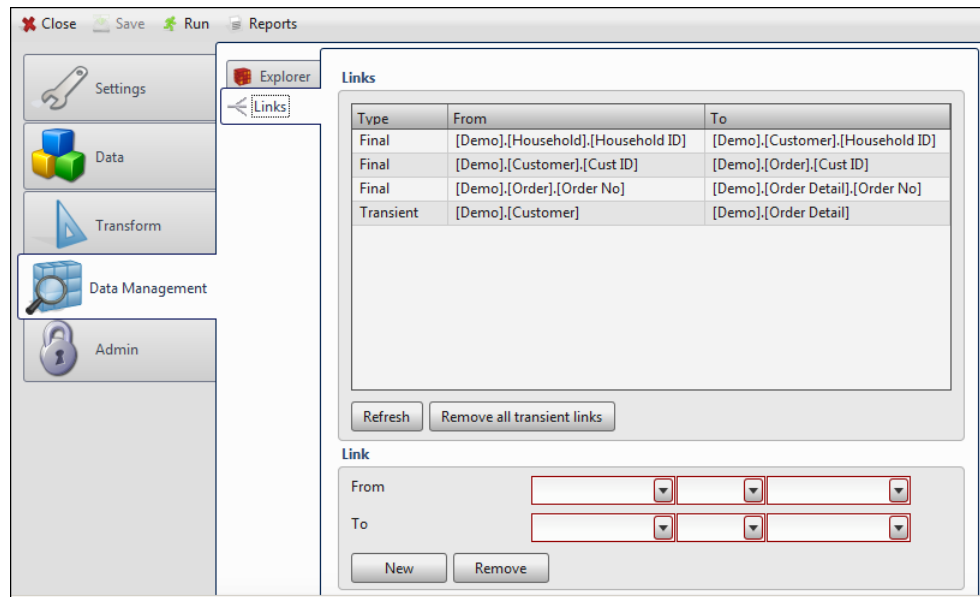 Close Save Run Reports
Settings
Data
Transform
Data Management
Admin
Explorer
Links
Links
Type From To
Final [Demo].[Household].[Household ID] [Demo].[Customer].[Household ID]
Final [Demo].[Customer].[Cust ID] [Demo].[Order].[Cust ID]
Final [Demo].[Order].[Order No] [Demo].[Order Detail].[Order No]
Transient [Demo].[Customer] [Demo].[Order Detail]
Refresh Remove all transient links
Link
From
To
New Remove